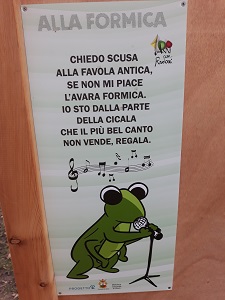 ALLA FORMICA
CHIEDO SCUSA
ALLA FAVOLA ANTICA,
SE NON MI PIACE
L'AVARA FORMICA.
IO STO DALLA PARTE
DELLA CICALA
CHE IL PIÙ BEL CANTO
NON VENDE, REGALA.